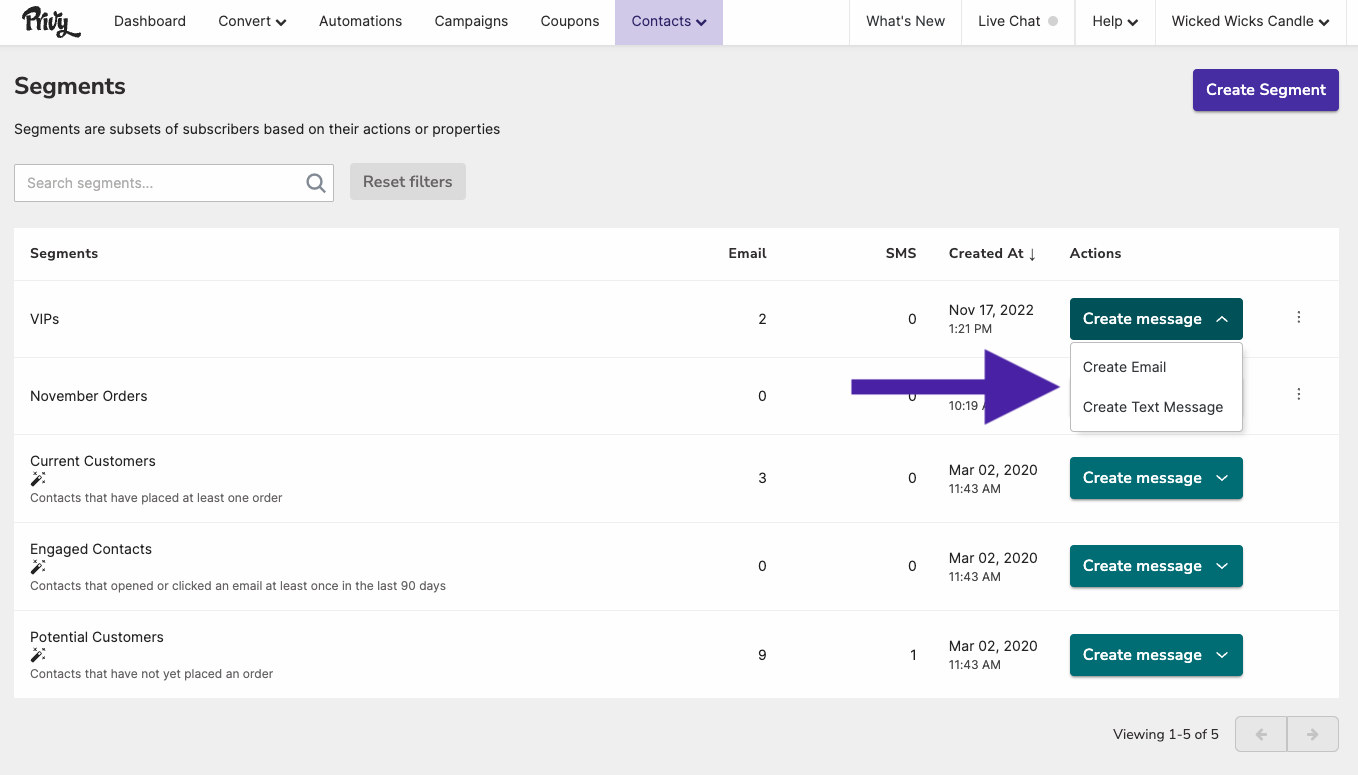 Privy
Dashboard
Convert
Automations
Campaigns
Coupons
Contacts
What's New
Live Chat
Help
Wicked Wicks Candle
Segments
Create Segment
Segments are subsets of subscribers based on their actions or properties
Search segments...
Reset filters
Segments Email SMS Created At ↓ Actions
VIPs 2 0 Nov 17, 2022 Create message
1:21 PM
Create Email
November Orders 0 0
10:19
Create Text Message
Current Customers
Contacts that have placed at least one order
3 0 Mar 02, 2020 Create message
11:43 AM
Engaged Contacts
Contacts that opened or clicked an email at least once in the last 90 days
0 0 Mar 02, 2020 Create message
11:43 AM
Potential Customers
Contacts that have not yet placed an order
9 1 Mar 02, 2020 Create message
11:43 AM
Viewing 1-5 of 5